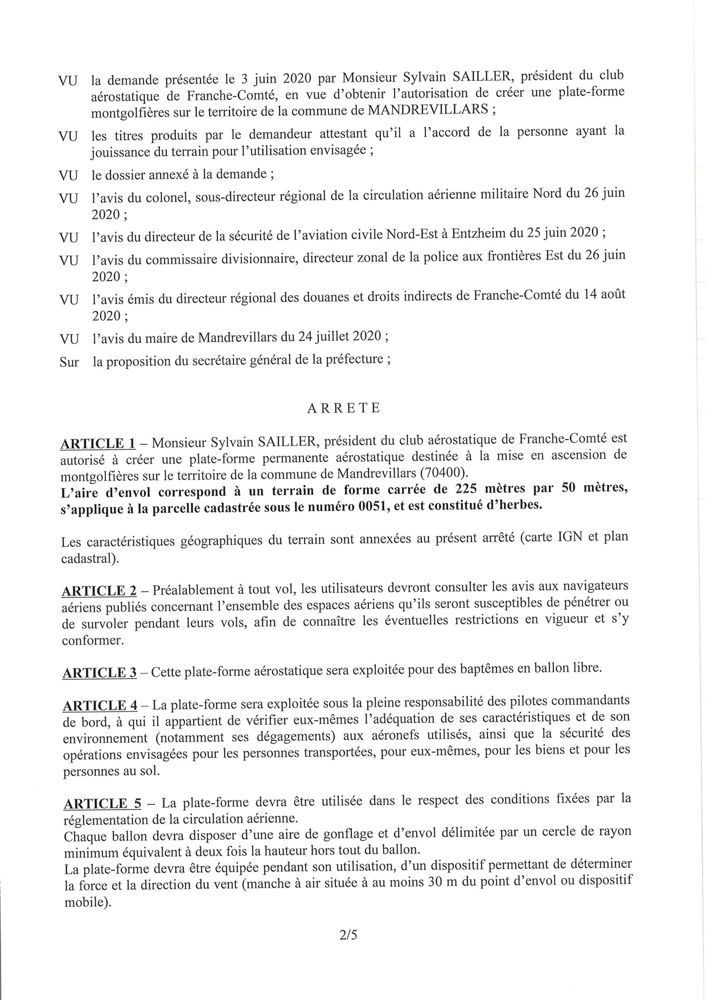 VU la demande présentée le 3 juin 2020 par Monsieur Sylvain SAILLER, président du club
aérostatique de Franche-Comté, en vue d'obtenir l'autorisation de créer une plate-forme
montgolfières sur le territoire de la commune de MANDREVILLARS ;
VU les titres produits par le demandeur attestant qu'il a l'accord de la personne ayant la
jouissance du terrain pour l'utilisation envisagée ;
VU le dossier annexé à la demande ;
VU l'avis du colonel, sous-directeur régional de la circulation aérienne militaire Nord du 26 juin
2020 ;
VU l'avis du directeur de la sécurité de l'aviation civile Nord-Est à Entzheim du 25 juin 2020 ;
VU l'avis du commissaire divisionnaire, directeur zonal de la police aux frontières Est du 26 juin
2020 ;
VU l'avis émis du directeur régional des douanes et droits indirects de Franche-Comté du 14 août
2020 ;
VU l'avis du maire de Mandrevillars du 24 juillet 2020 ;
Sur la proposition du secrétaire général de la préfecture ;
A R R E T E
ARTICLE 1 – Monsieur Sylvain SAILLER, président du club aérostatique de Franche-Comté est
autorisé à créer une plate-forme permanente aérostatique destinée à la mise en ascension de
montgolfières sur le territoire de la commune de Mandrevillars (70400).
L'aire d'envol correspond à un terrain de forme carrée de 225 mètres par 50 mètres,
s'applique à la parcelle cadastrée sous le numéro 0051, et est constitué d'herbes.
Les caractéristiques géographiques du terrain sont annexées au présent arrêté (carte IGN et plan
cadastral).
ARTICLE 2 – Préalablement à tout vol, les utilisateurs devront consulter les avis aux navigateurs
aériens publiés concernant l'ensemble des espaces aériens qu'ils seront susceptibles de pénétrer ou
de survoler pendant leurs vols, afin de connaître les éventuelles restrictions en vigueur et s'y
conformer.
ARTICLE 3 – Cette plate-forme aérostatique sera exploitée pour des baptêmes en ballon libre.
ARTICLE 4 – La plate-forme sera exploitée sous la pleine responsabilité des pilotes commandants
de bord, à qui il appartient de vérifier eux-mêmes l'adéquation de ses caractéristiques et de son
environnement (notamment ses dégagements) aux aéronefs utilisés, ainsi que la sécurité des
opérations envisagées pour les personnes transportées, pour eux-mêmes, pour les biens et pour les
personnes au sol.
ARTICLE 5 – La plate-forme devra être utilisée dans le respect des conditions fixées par la
réglementation de la circulation aérienne.
Chaque ballon devra disposer d'une aire de gonflage et d'envol délimitée par un cercle de rayon
minimum équivalent à deux fois la hauteur hors tout du ballon.
La plate-forme devra être équipée pendant son utilisation, d'un dispositif permettant de déterminer
la force et la direction du vent (manche à air située à au moins 30 m du point d'envol ou dispositif
mobile).
2/5